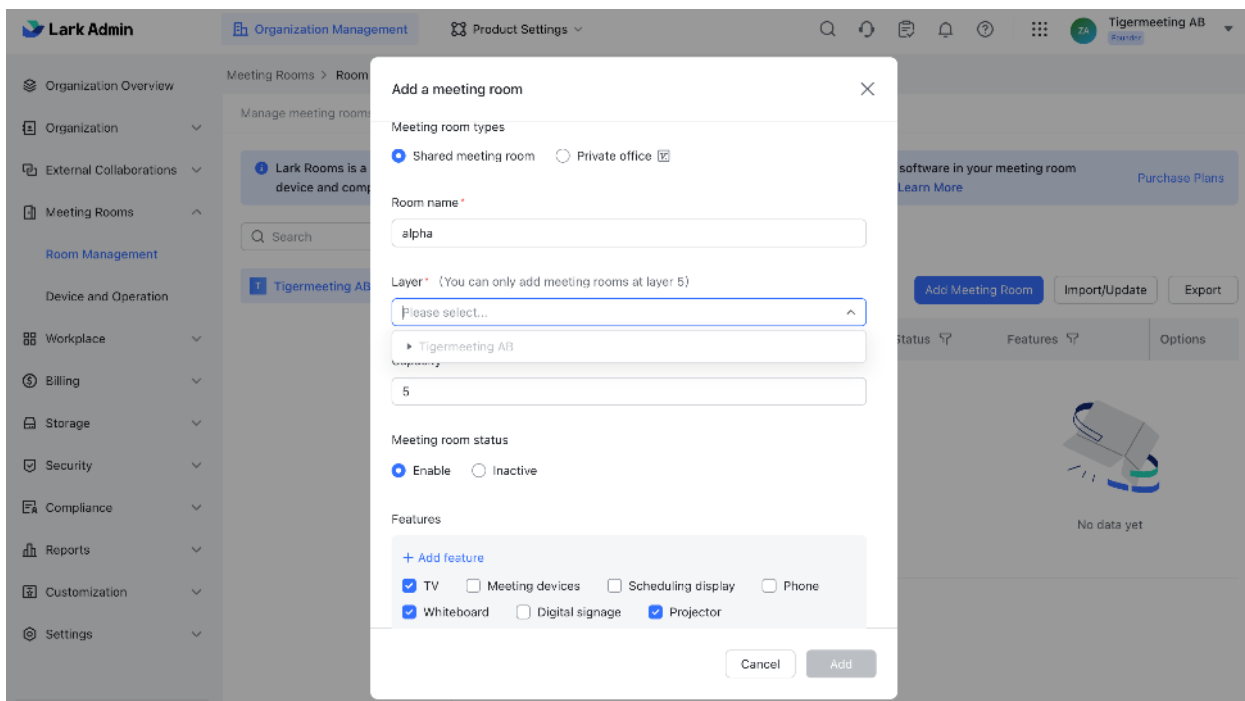 Lark Admin
Organization Management
Product Settings
ZA
Tigermeeting AB
Founder
Organization Overview
Organization
External Collaborations
Meeting Rooms
Room Management
Device and Operation
Workplace
Billing
Storage
Security
Compliance
Reports
Customization
Settings
Meeting Rooms > Room
Manage meeting rooms
Lark Rooms is a
device and comp
software in your meeting room
Learn More
Purchase Plans
Search
T Tigermeeting AB
Add Meeting Room
Import/Update
Export
Status
Features
Options
No data yet
Add a meeting room
Meeting room types
Shared meeting room
Private office
Room name*
alpha
Layer* (You can only add meeting rooms at layer 5)
Please select...
Tigermeeting AB
Capacity
5
Meeting room status
Enable
Inactive
Features
+ Add feature
TV
Meeting devices
Scheduling display
Phone
Whiteboard
Digital signage
Projector
Cancel
Add